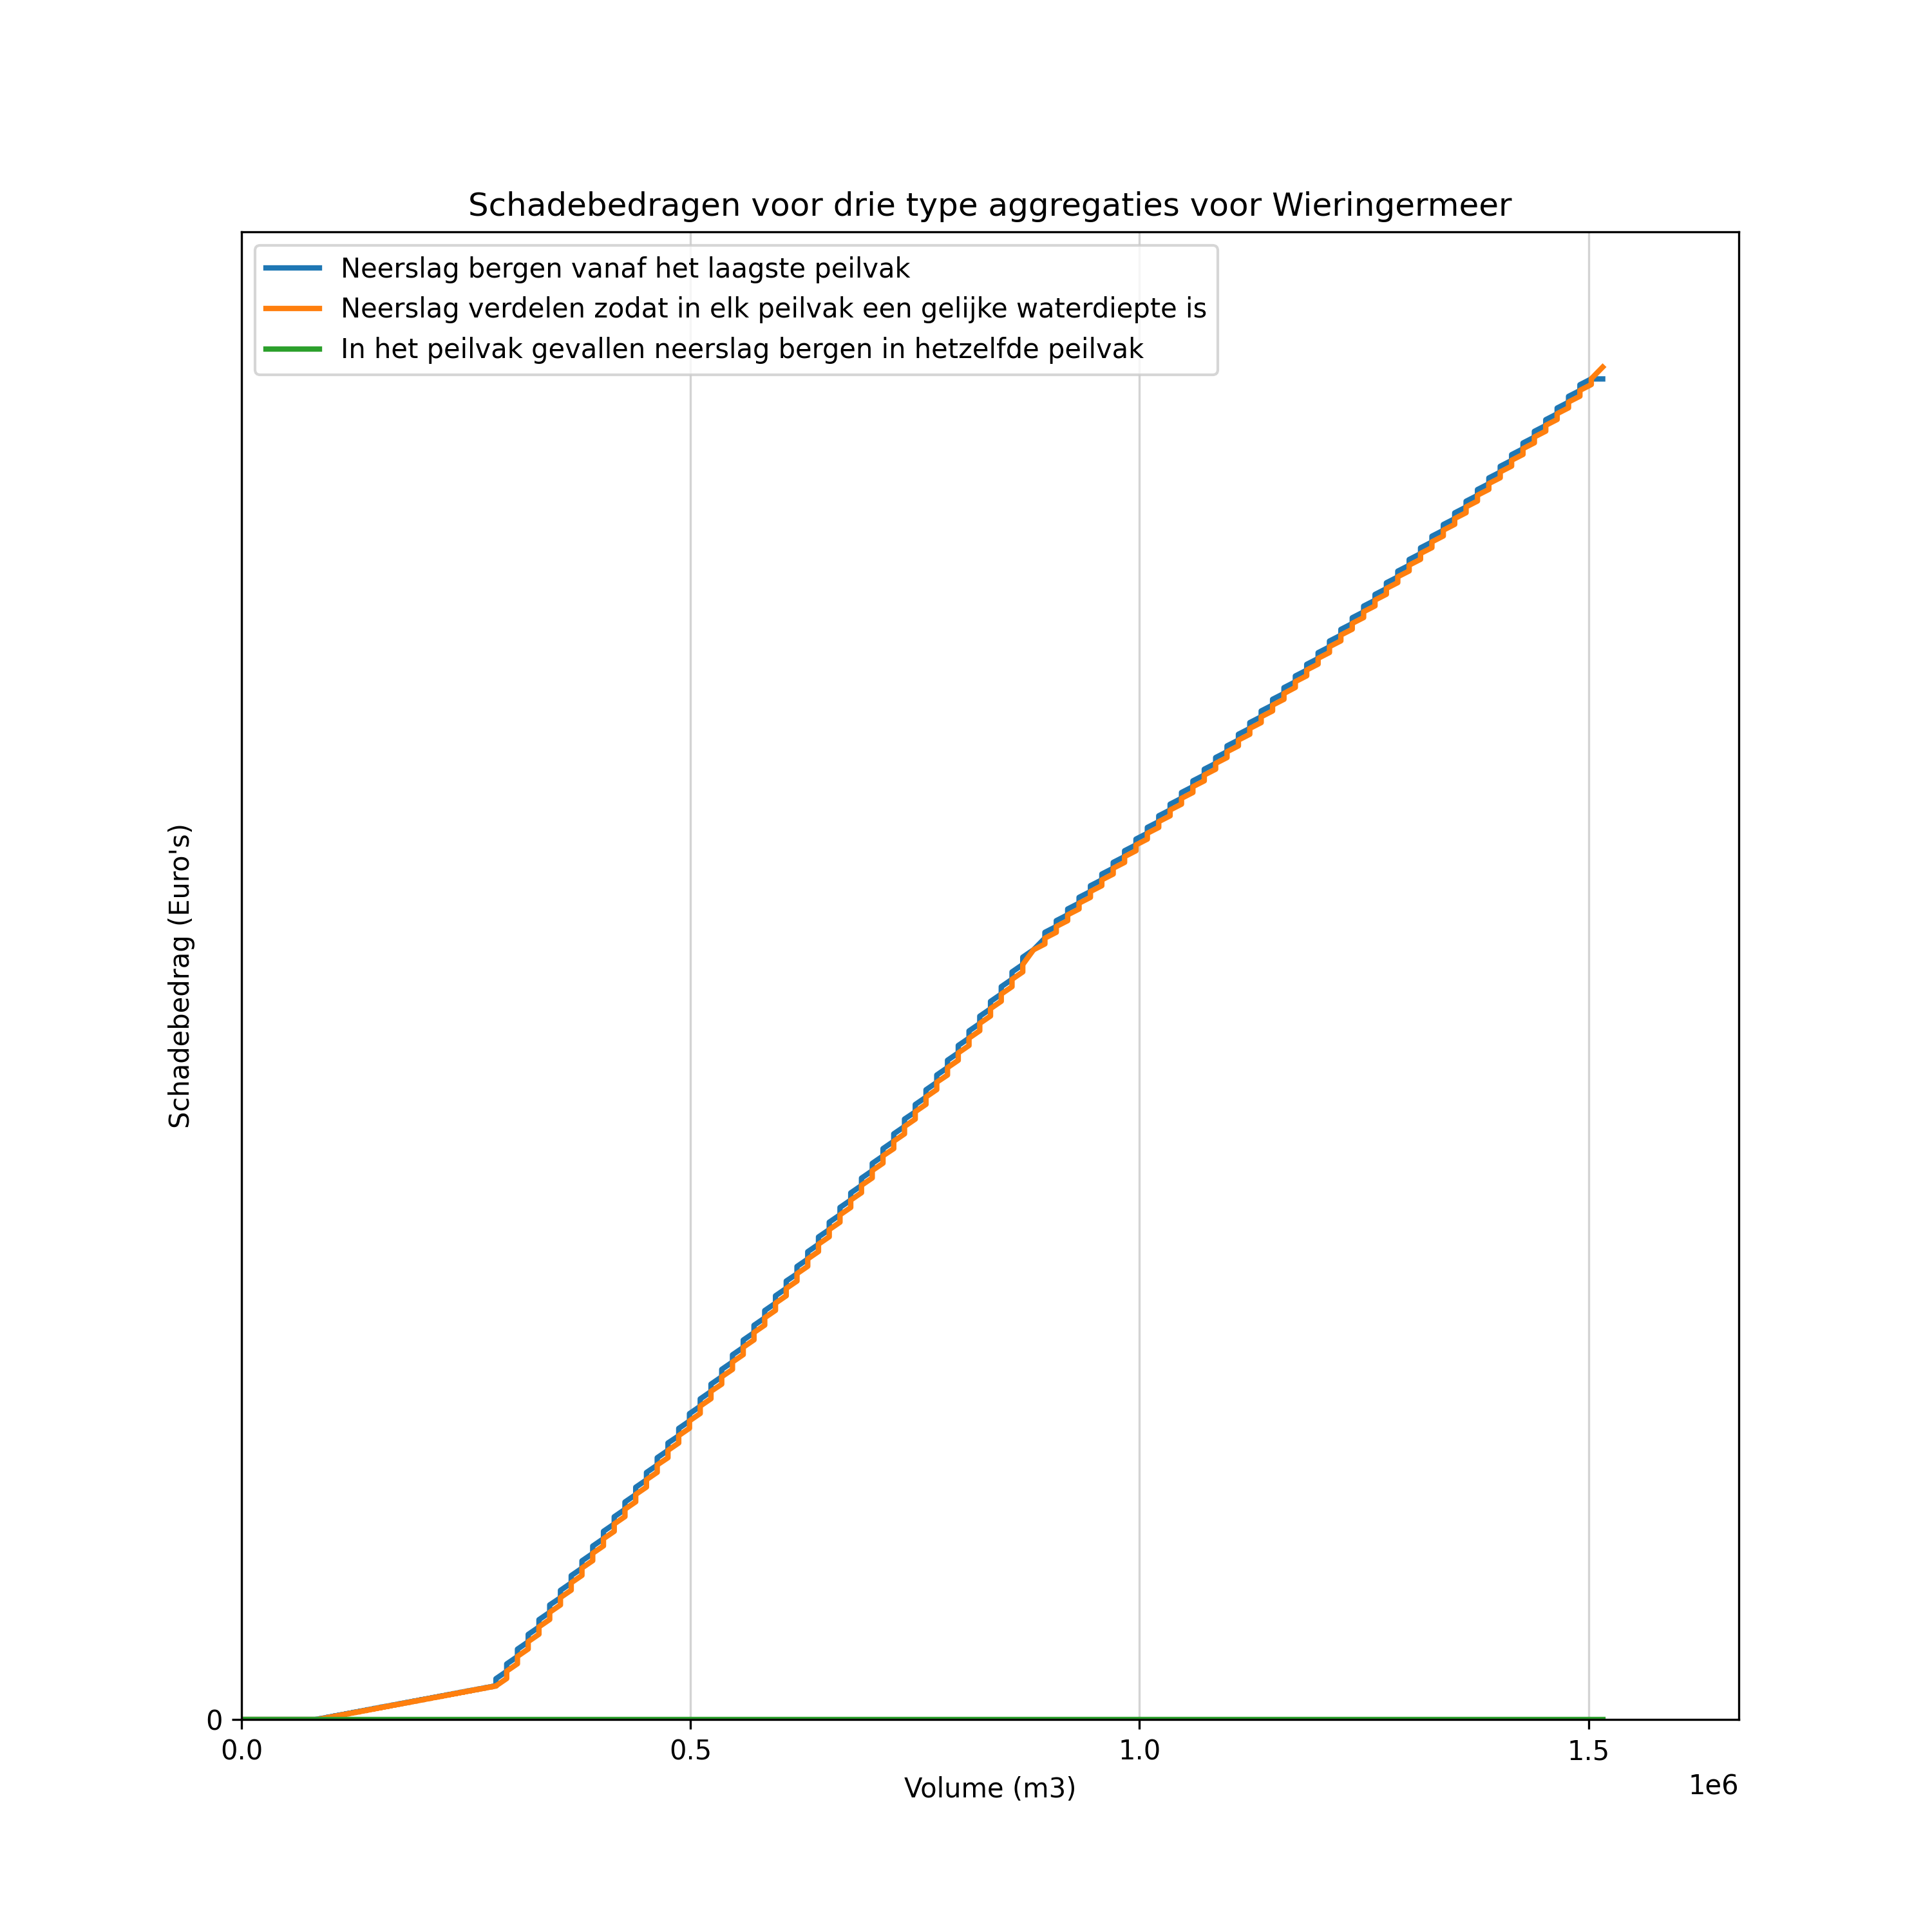 Schadebedragen voor drie type aggregaties voor Wieringermeer
Neerslag bergen vanaf het laagste peilvak
Neerslag verdelen zodat in elk peilvak een gelijke waterdiepte is
In het peilvak gevallen neerslag bergen in hetzelfde peilvak
Schadebedrag (Euro's)
0
0.0 0.5 1.0 1.5
Volume (m3)
1e6